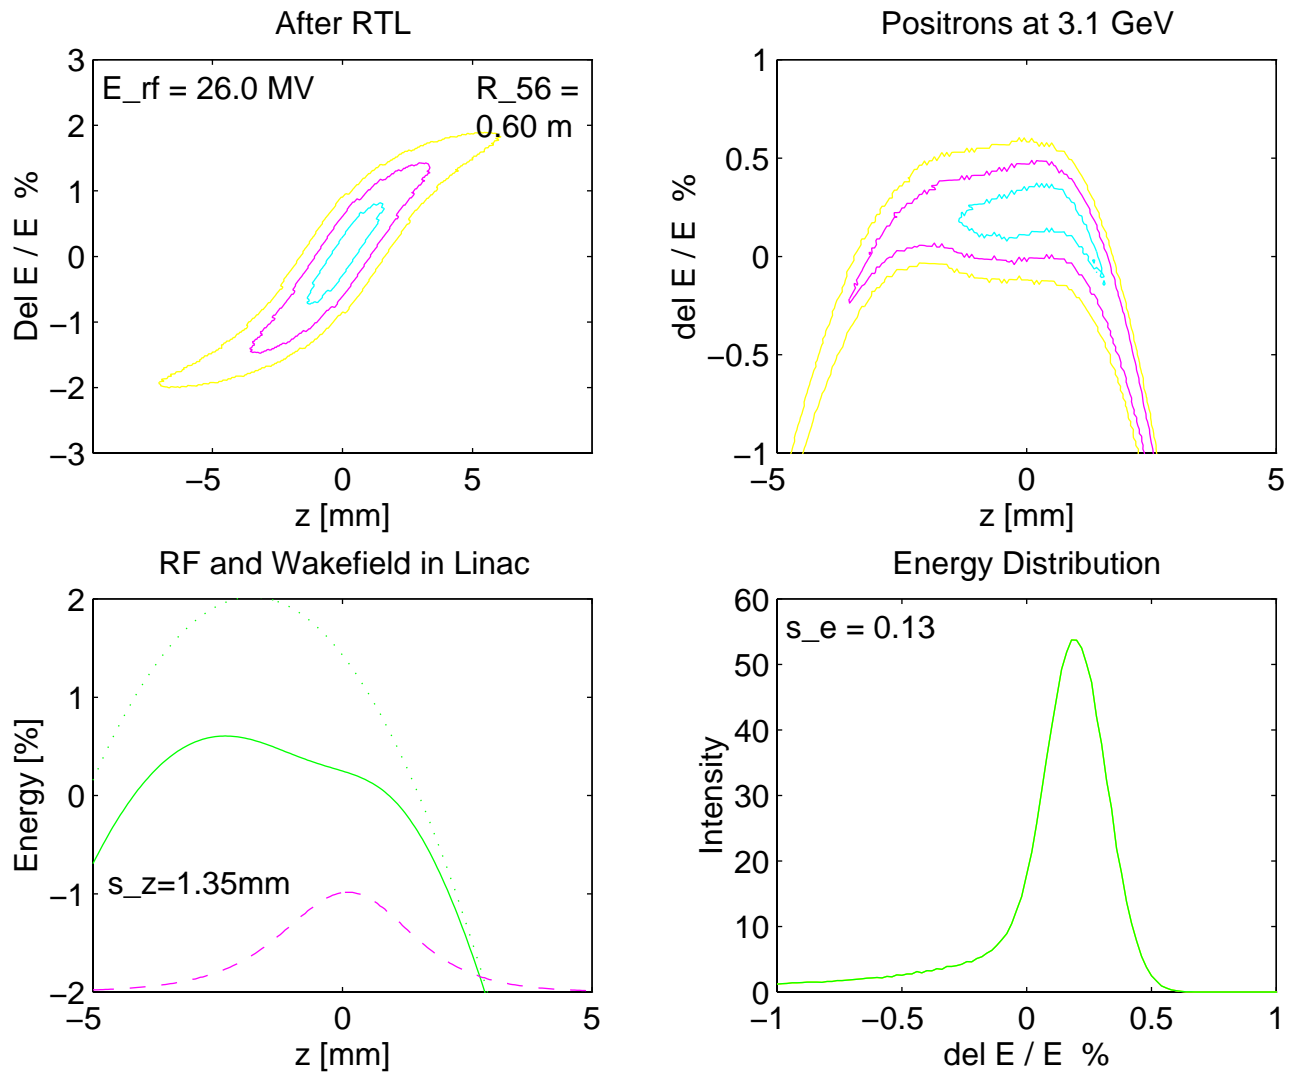 After RTL
E_rf = 26.0 MV
R_56 =
0.60 m
3
2
1
0
−1
−2
−3
Del E / E %
−5
0
5
z [mm]
Positrons at 3.1 GeV
1
0.5
0
−0.5
−1
del E / E %
−5
0
5
z [mm]
RF and Wakefield in Linac
2
1
0
−1
−2
Energy [%]
s_z=1.35mm
−5
0
5
z [mm]
Energy Distribution
s_e = 0.13
60
50
40
30
20
10
0
Intensity
−1
−0.5
0
0.5
1
del E / E %